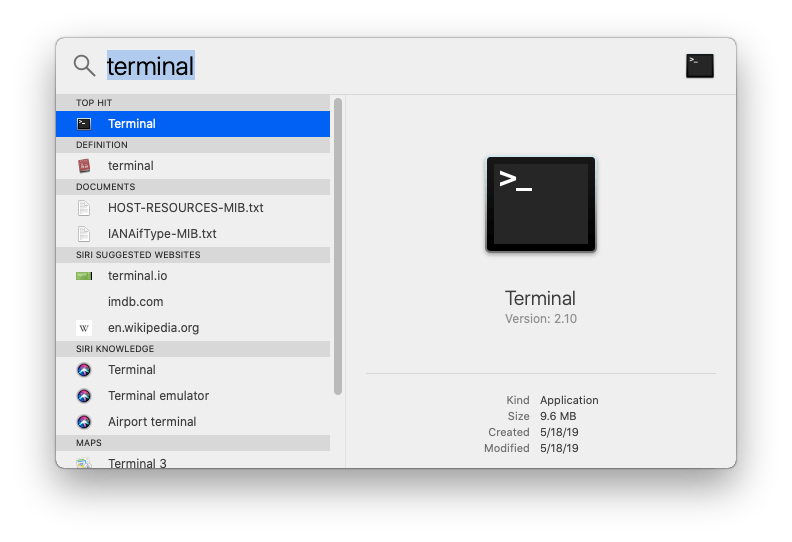 terminal
TOP HIT
Terminal
DEFINITION
terminal
DOCUMENTS
HOST-RESOURCES-MIB.txt
IANAifType-MIB.txt
SIRI SUGGESTED WEBSITES
terminal.io
imdb.com
W en.wikipedia.org
SIRI KNOWLEDGE
Terminal
Terminal emulator
Airport terminal
MAPS
Terminal 3
>_
Terminal
Version: 2.10
Kind Application
Size 9.6 MB
Created 5/18/19
Modified 5/18/19